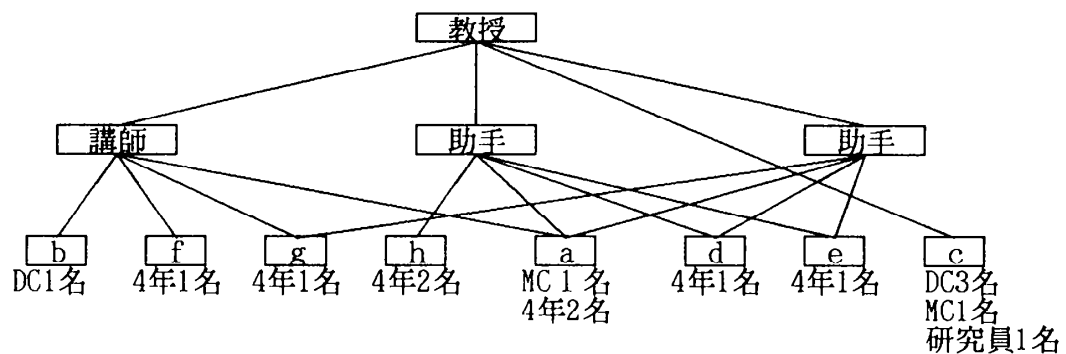 教授
講師 助手 助手
b f g h a d e c
DC1名 4年1名 4年1名 4年2名 MC1名 4年1名 4年1名 DC3名
4年2名 MC1名
研究員1名